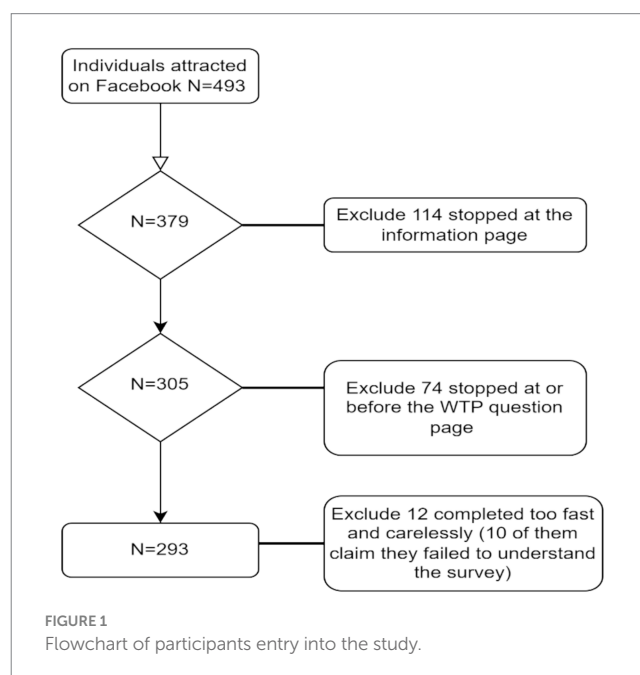 Individuals attracted
on Facebook N=493
N=379
Exclude 114 stopped at the
information page
N=305
Exclude 74 stopped at or
before the WTP question
page
N=293
Exclude 12 completed too fast
and carelessly (10 of them
claim they failed to understand
the survey)
FIGURE 1
Flowchart of participants entry into the study.